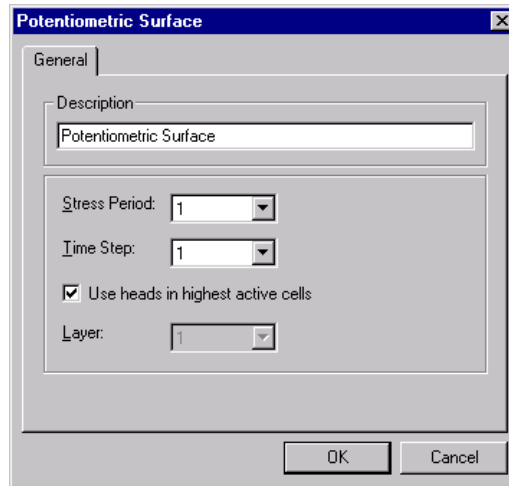 Potentiometric Surface
General
Description
Potentiometric Surface
Stress Period: 1
Time Step: 1
Use heads in highest active cells
Layer: 1
OK Cancel